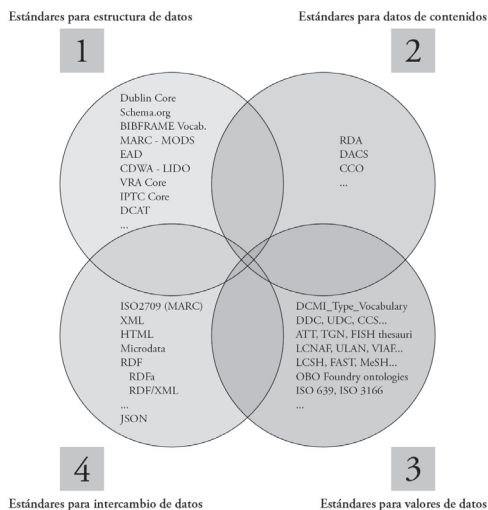 Estándares para estructura de datos
1
Dublin Core
Schema.org
BIBFRAME Vocab.
MARC - MODS
EAD
CDWA - LIDO
VRA Core
IPTC Core
DCAT
...
Estándares para datos de contenidos
2
RDA
DACS
CCO
...
ISO2709 (MARC)
XML
HTML
Microdata
RDF
RDFa
RDF/XML
...
JSON
4
Estándares para intercambio de datos
DCMI_Type_Vocabulary
DDC, UDC, CCS...
ATT, TGN, FISH thesauri
LCNAF, ULAN, VIAF...
LCSH, FAST, MeSH...
OBO Foundry ontologies
ISO 639, ISO 3166
...
3
Estándares para valores de datos